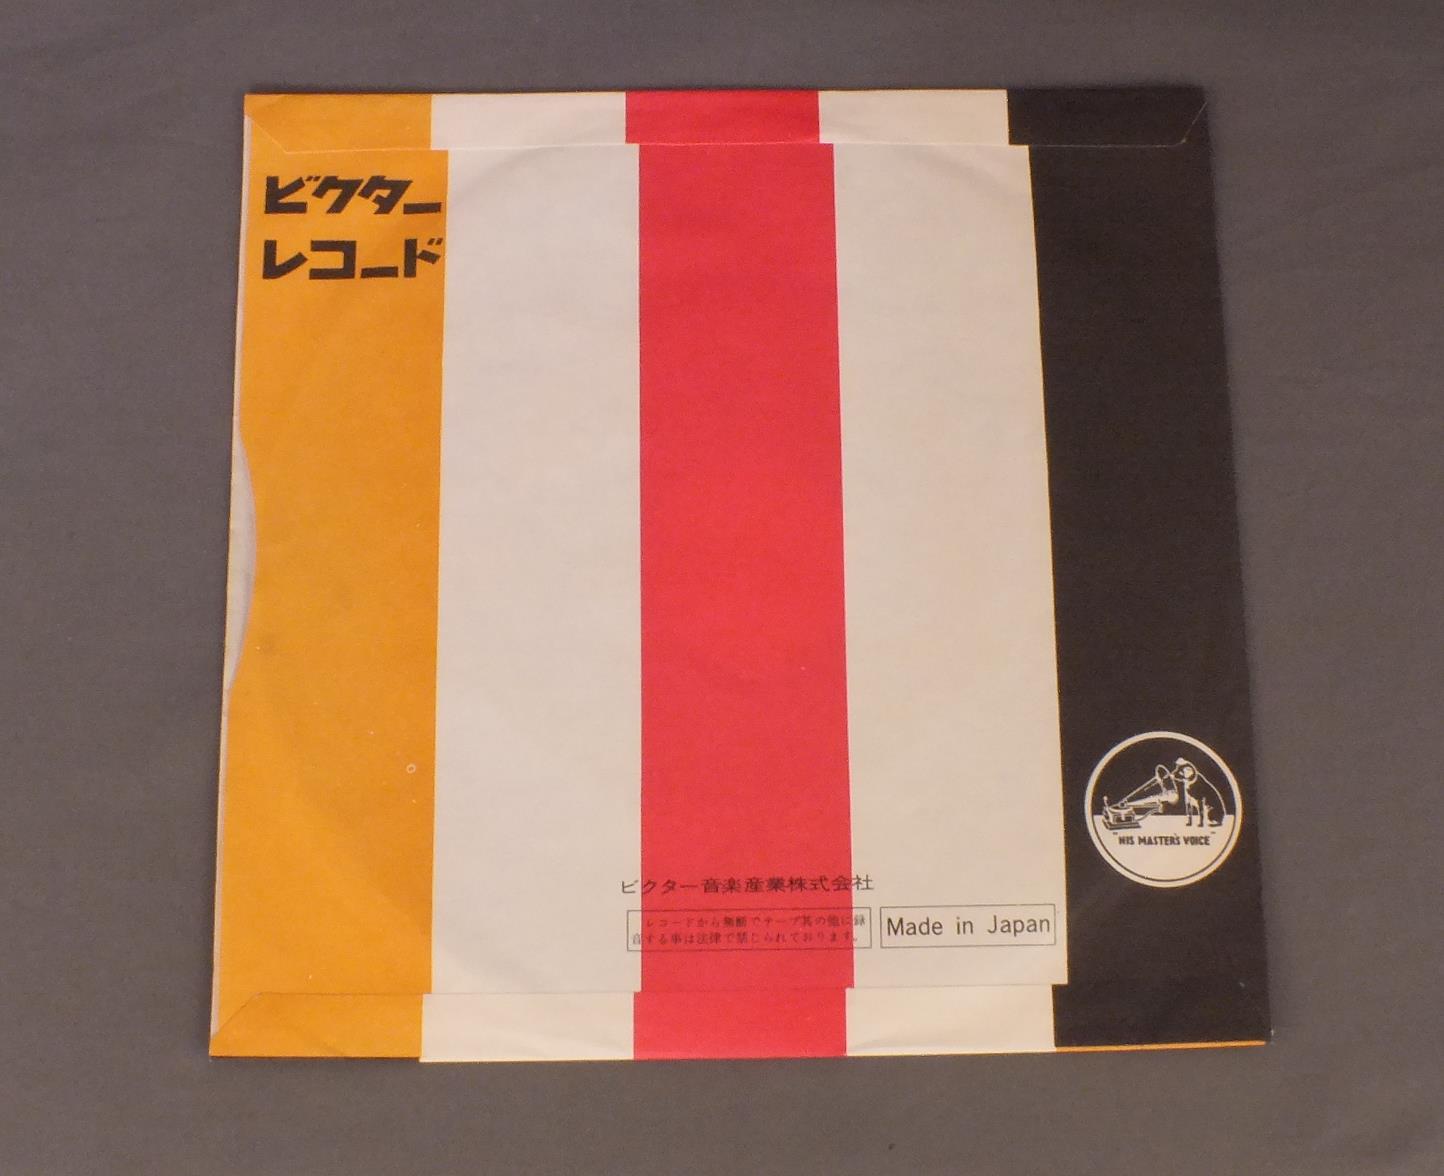 ビクター
レコード
"HIS MASTER'S VOICE"
ビクター音楽産業株式会社
レコードから無断でテープ其の他に録
音する事は法律で禁じられております。
Made in Japan